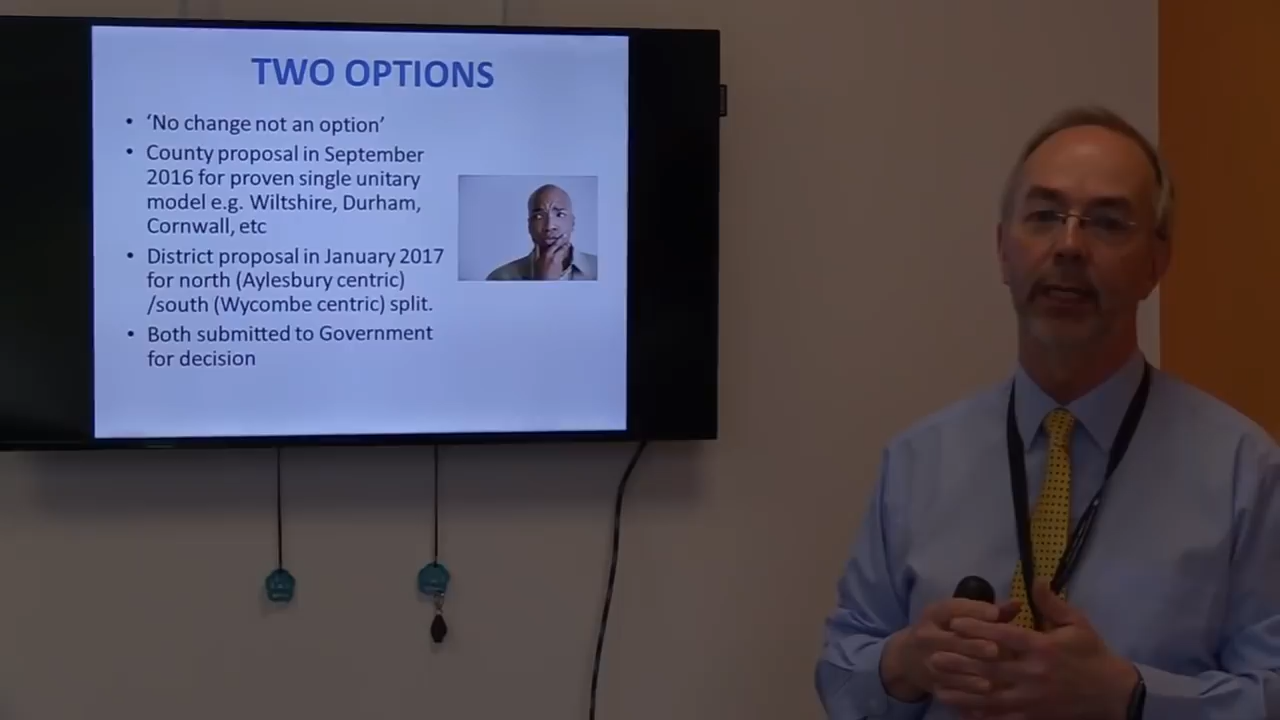 TWO OPTIONS
• ‘No change not an option’
• County proposal in September
2016 for proven single unitary
model e.g. Wiltshire, Durham,
Cornwall, etc
• District proposal in January 2017
for north (Aylesbury centric)
/south (Wycombe centric) split.
• Both submitted to Government
for decision